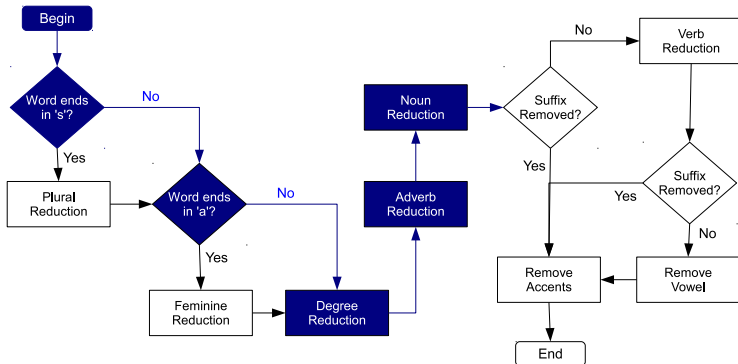 Begin
Word ends
in 's'?
No
Yes
Plural
Reduction
Word ends
in 'a'?
No
Yes
Feminine
Reduction
Degree
Reduction
Adverb
Reduction
Noun
Reduction
Suffix
Removed?
No
Yes
Verb
Reduction
Suffix
Removed?
Yes
No
Remove
Vowel
Remove
Accents
End